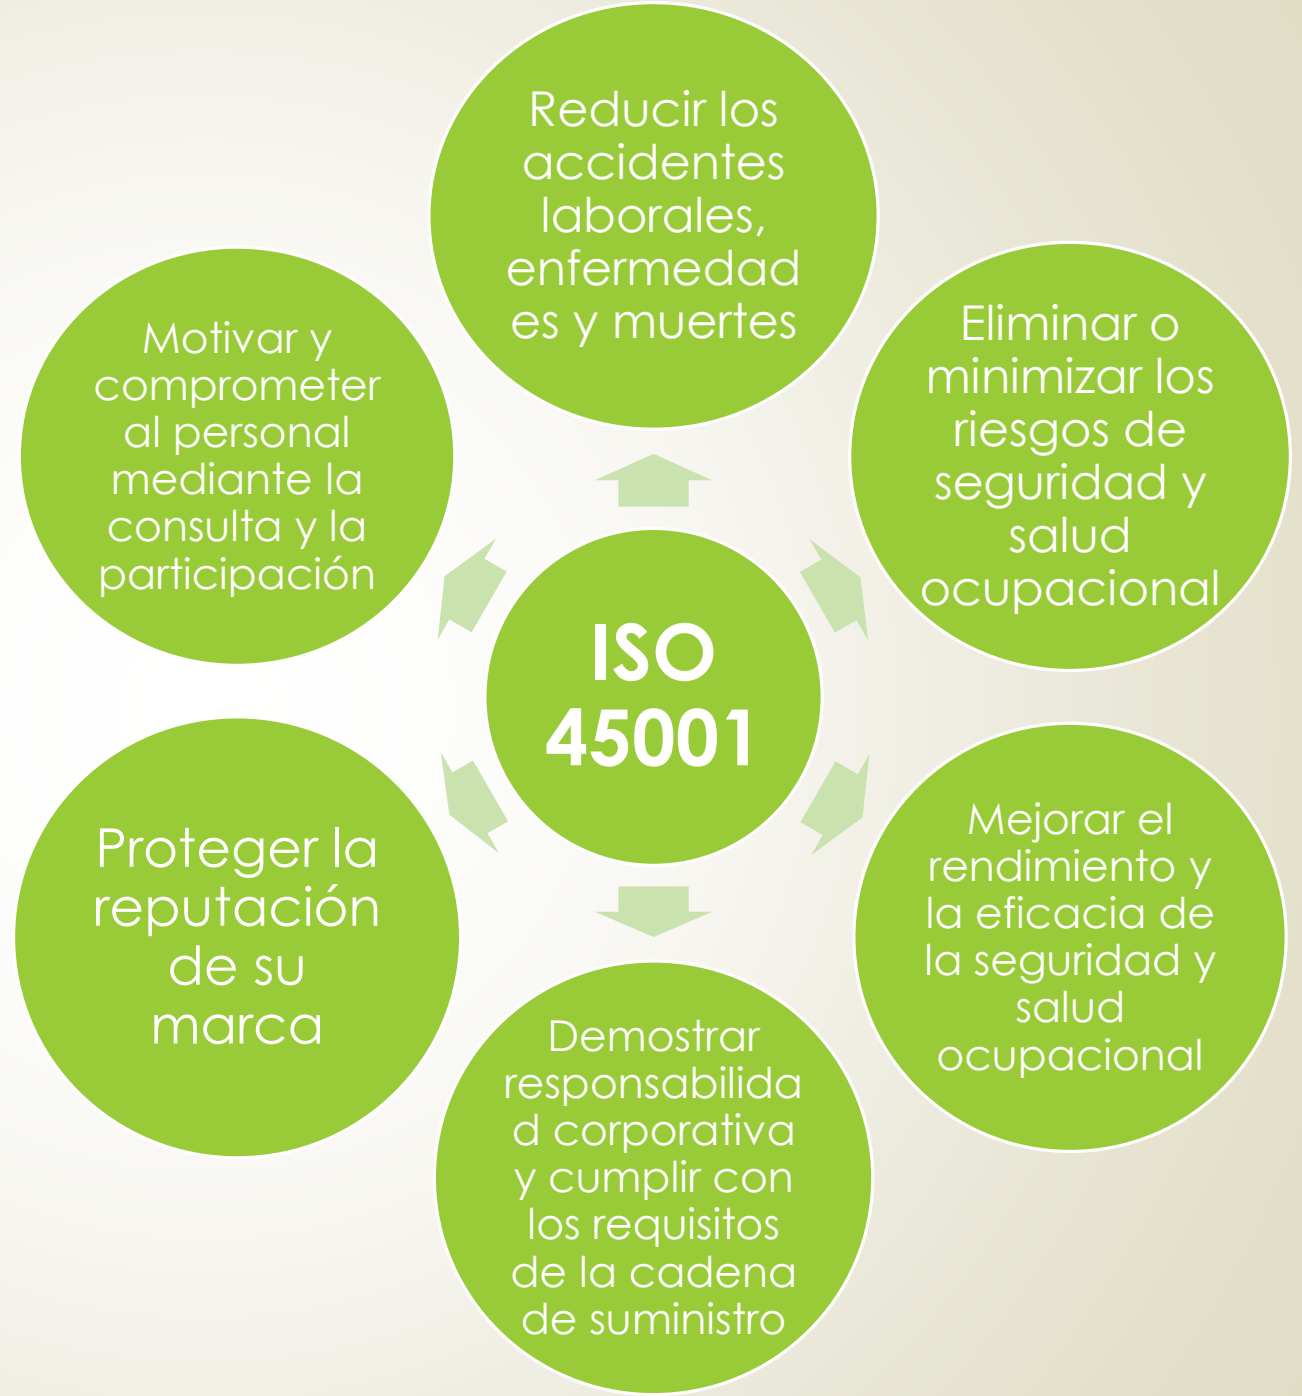 Reducir los
accidentes
laborales,
enfermedad
es y muertes
Eliminar o
minimizar los
riesgos de
seguridad y
salud
ocupacional
Mejorar el
rendimiento y
la eficacia de
la seguridad y
salud
ocupacional
Demostrar
responsabilida
d corporativa
y cumplir con
los requisitos
de la cadena
de suministro
Proteger la
reputación
de su
marca
Motivar y
comprometer
al personal
mediante la
consulta y la
participación
ISO
45001